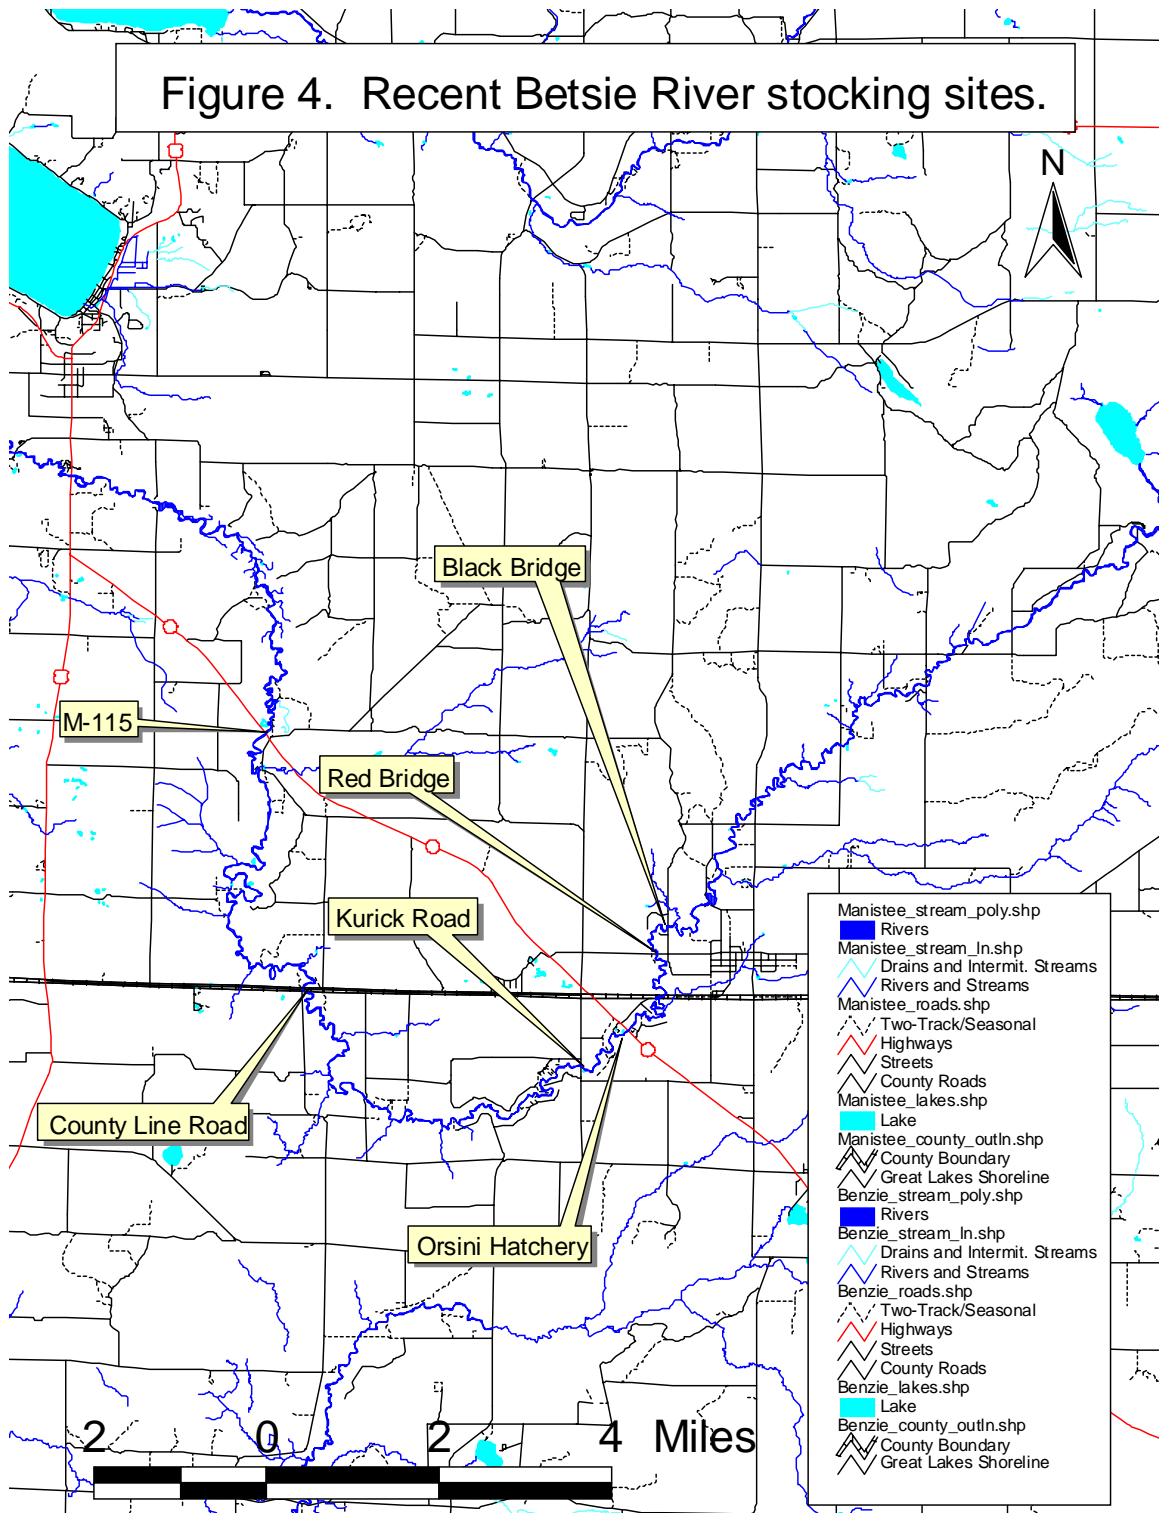 Figure 4.  Recent Betsie River stocking sites.
N
Black Bridge
M-115
Red Bridge
Kurick Road
County Line Road
Orsini Hatchery
Manistee_stream_poly.shp
Rivers
Manistee_stream_ln.shp
Drains and Intermit. Streams
Rivers and Streams
Manistee_roads.shp
Two-Track/Seasonal
Highways
Streets
County Roads
Manistee_lakes.shp
Lake
Manistee_county_outln.shp
County Boundary
Great Lakes Shoreline
Benzie_stream_poly.shp
Rivers
Benzie_stream_ln.shp
Drains and Intermit. Streams
Rivers and Streams
Benzie_roads.shp
Two-Track/Seasonal
Highways
Streets
County Roads
Benzie_lakes.shp
Lake
Benzie_county_outln.shp
County Boundary
Great Lakes Shoreline
2 0 2 4 Miles